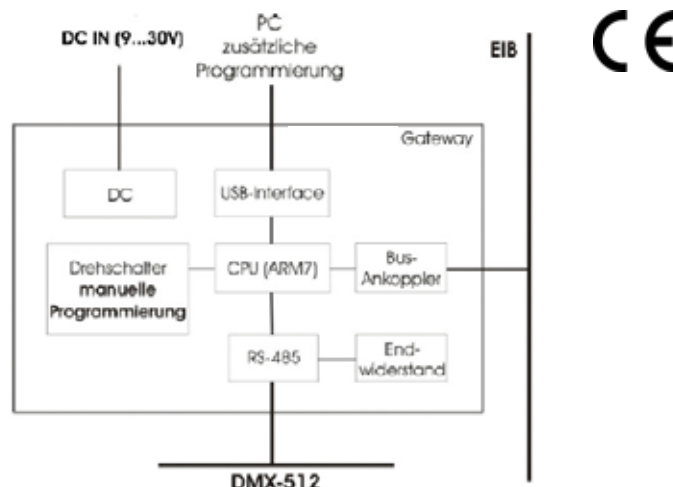 DC IN (9...30V)
PC
zusätzliche
Programmierung
EIB
CE
Gateway
DC
USB-Interface
Drehschalter
manuelle
Programmierung
CPU (ARM7)
Bus-
Ankoppler
RS-485
End-
widerstand
DMX-512